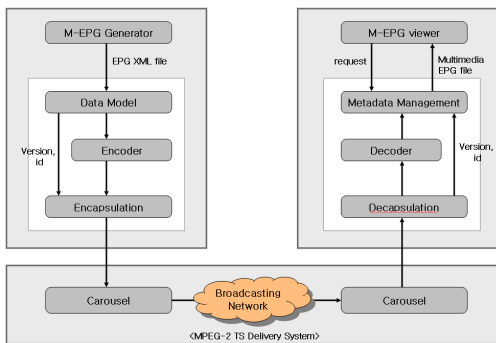 M-EPG Generator
EPG XML file
Data Model
Version,
id
Encoder
Encapsulation
M-EPG viewer
request
Multimedia
EPG file
Metadata Management
Decoder
Version,
id
Decapsulation
Carousel
Broadcasting
Network
Carousel
<MPEG-2 TS Delivery System>